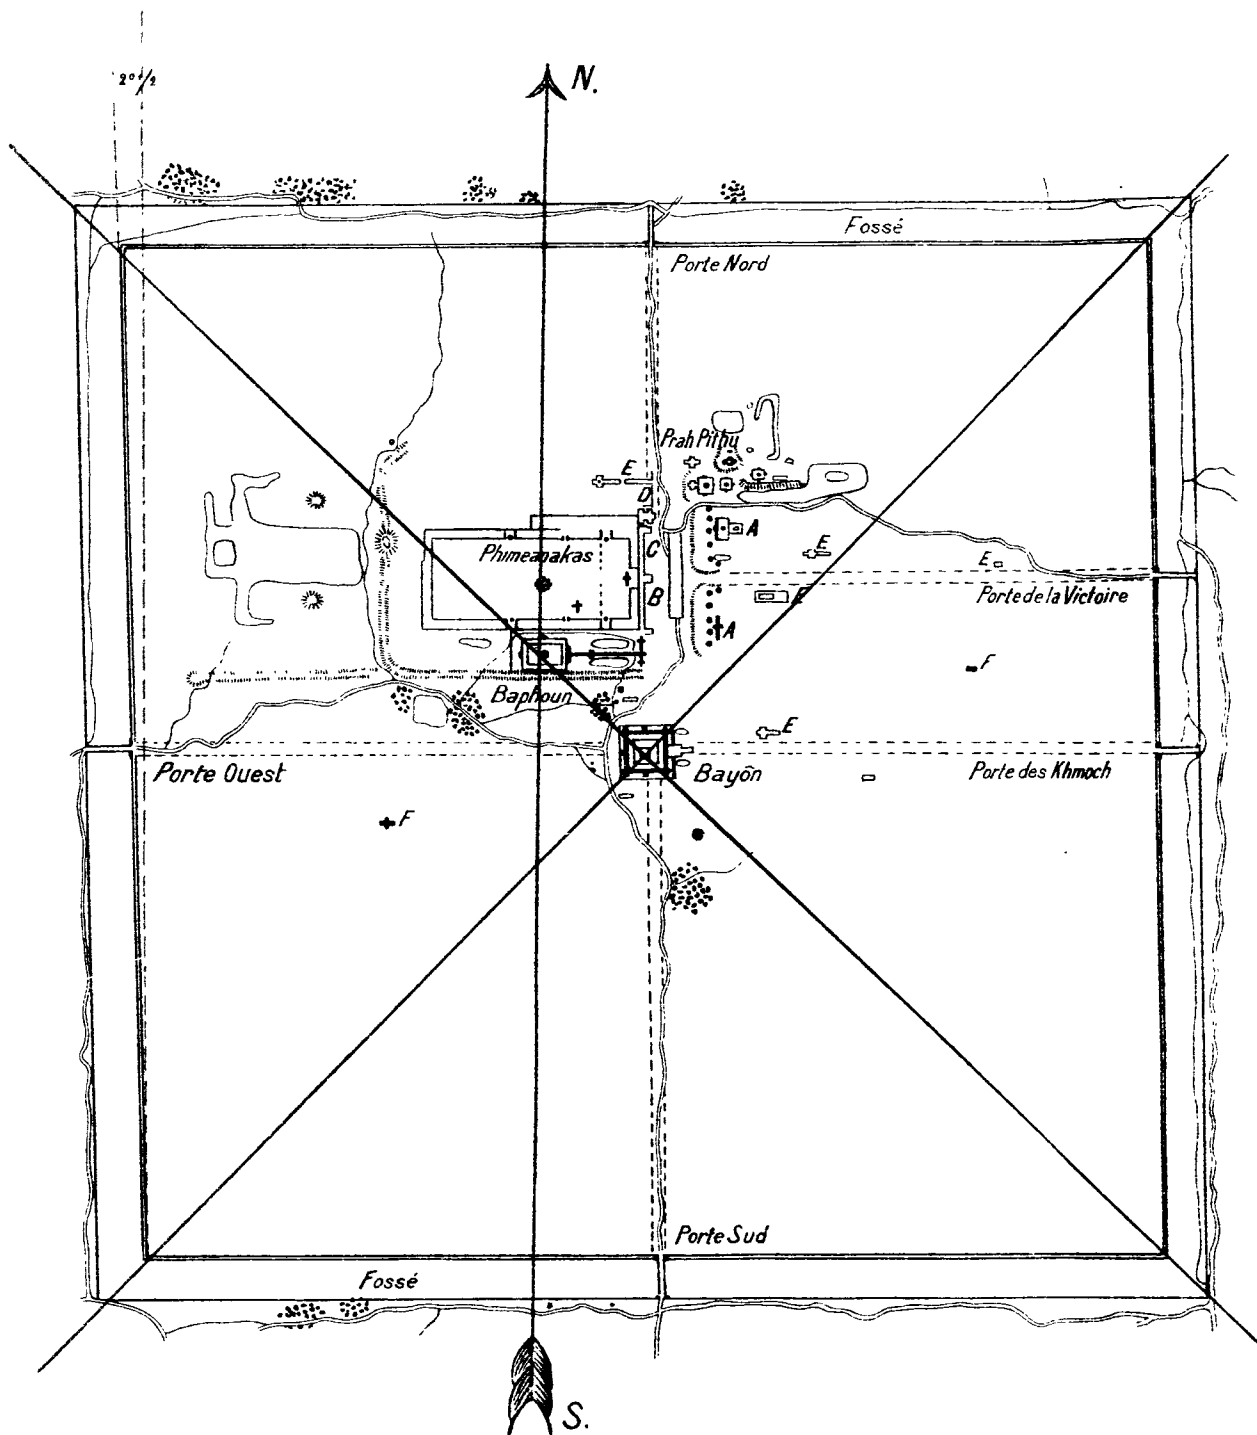 N.
2° 1/2
Fossé
Porte Nord
Prah Pithu
E
D
A
Phimeanakas
C
E
E
B
E
Porte de la Victoire
A
F
Baphoun
E
Porte Ouest
Bayôn
Porte des Khmoch
F
Porte Sud
Fossé
S.